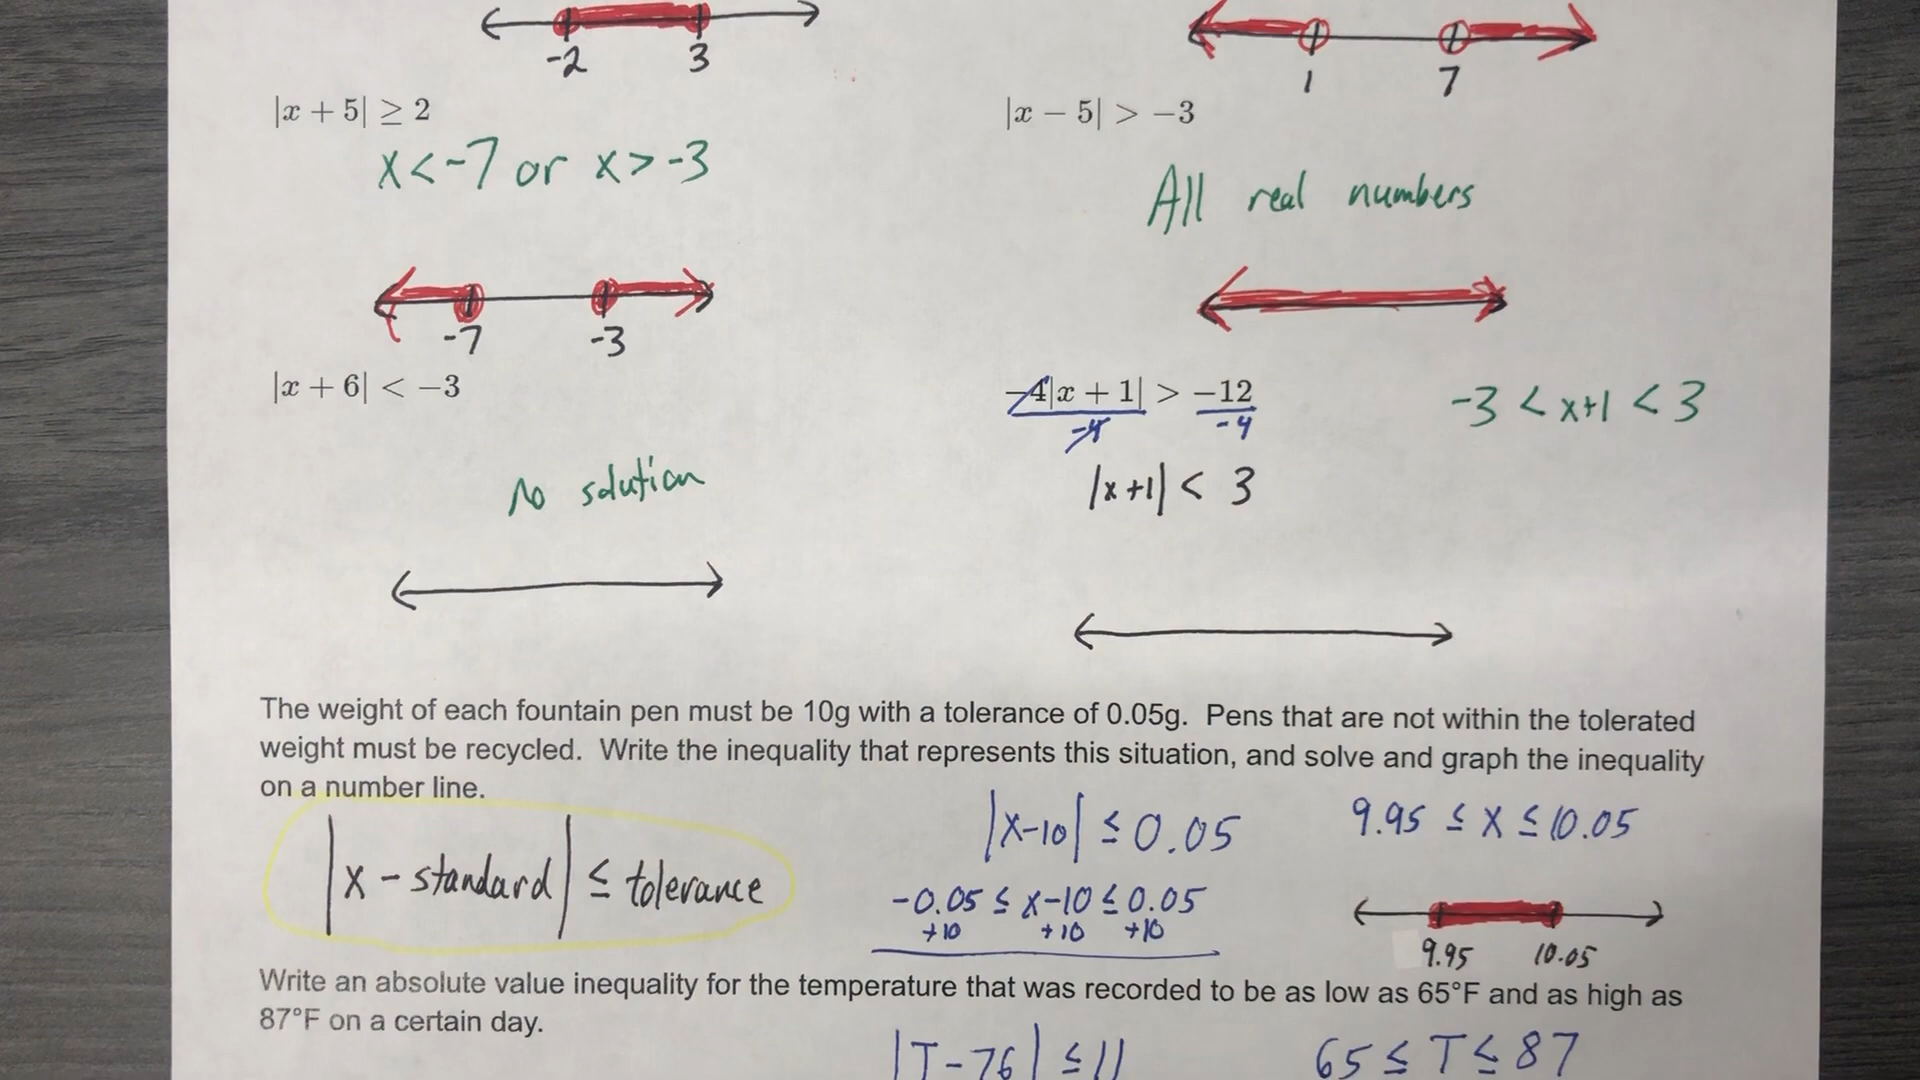 -2 3
1 7
|x + 5| ≥ 2
x < -7 or x > -3
-7 -3
|x - 5| > -3
All real numbers
|x + 6| < -3
No solution
-4|x + 1| > -12
-4 -4
|x+1| < 3
-3 < x+1 < 3
The weight of each fountain pen must be 10g with a tolerance of 0.05g. Pens that are not within the tolerated
weight must be recycled. Write the inequality that represents this situation, and solve and graph the inequality
on a number line.
|x - standard| ≤ tolerance
|x-10| ≤ 0.05
-0.05 ≤ x-10 ≤ 0.05
+10 +10 +10
9.95 ≤ x ≤ 10.05
9.95 10.05
Write an absolute value inequality for the temperature that was recorded to be as low as 65°F and as high as
87°F on a certain day.
|T-76| ≤ 11
65 ≤ T ≤ 87